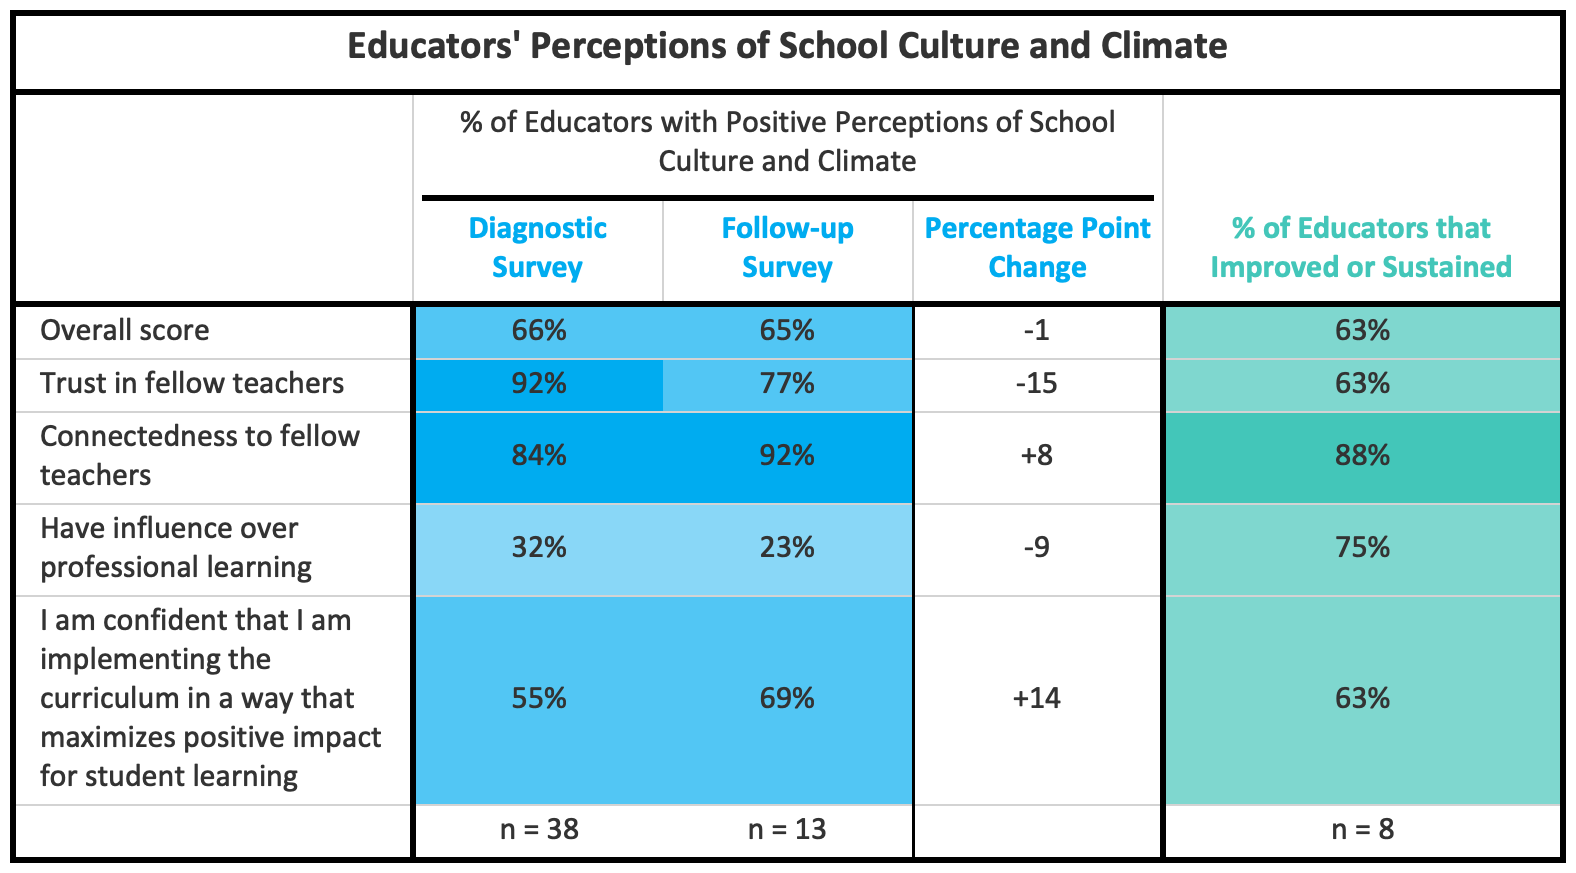 Educators' Perceptions of School Culture and Climate
% of Educators with Positive Perceptions of School
Culture and Climate
Diagnostic
Survey
Follow-up
Survey
Percentage Point
Change
% of Educators that
Improved or Sustained
Overall score
66%
65%
-1
63%
Trust in fellow teachers
92%
77%
-15
63%
Connectedness to fellow
teachers
84%
92%
+8
88%
Have influence over
professional learning
32%
23%
-9
75%
I am confident that I am
implementing the
curriculum in a way that
maximizes positive impact
for student learning
55%
69%
+14
63%
n = 38
n = 13
n = 8